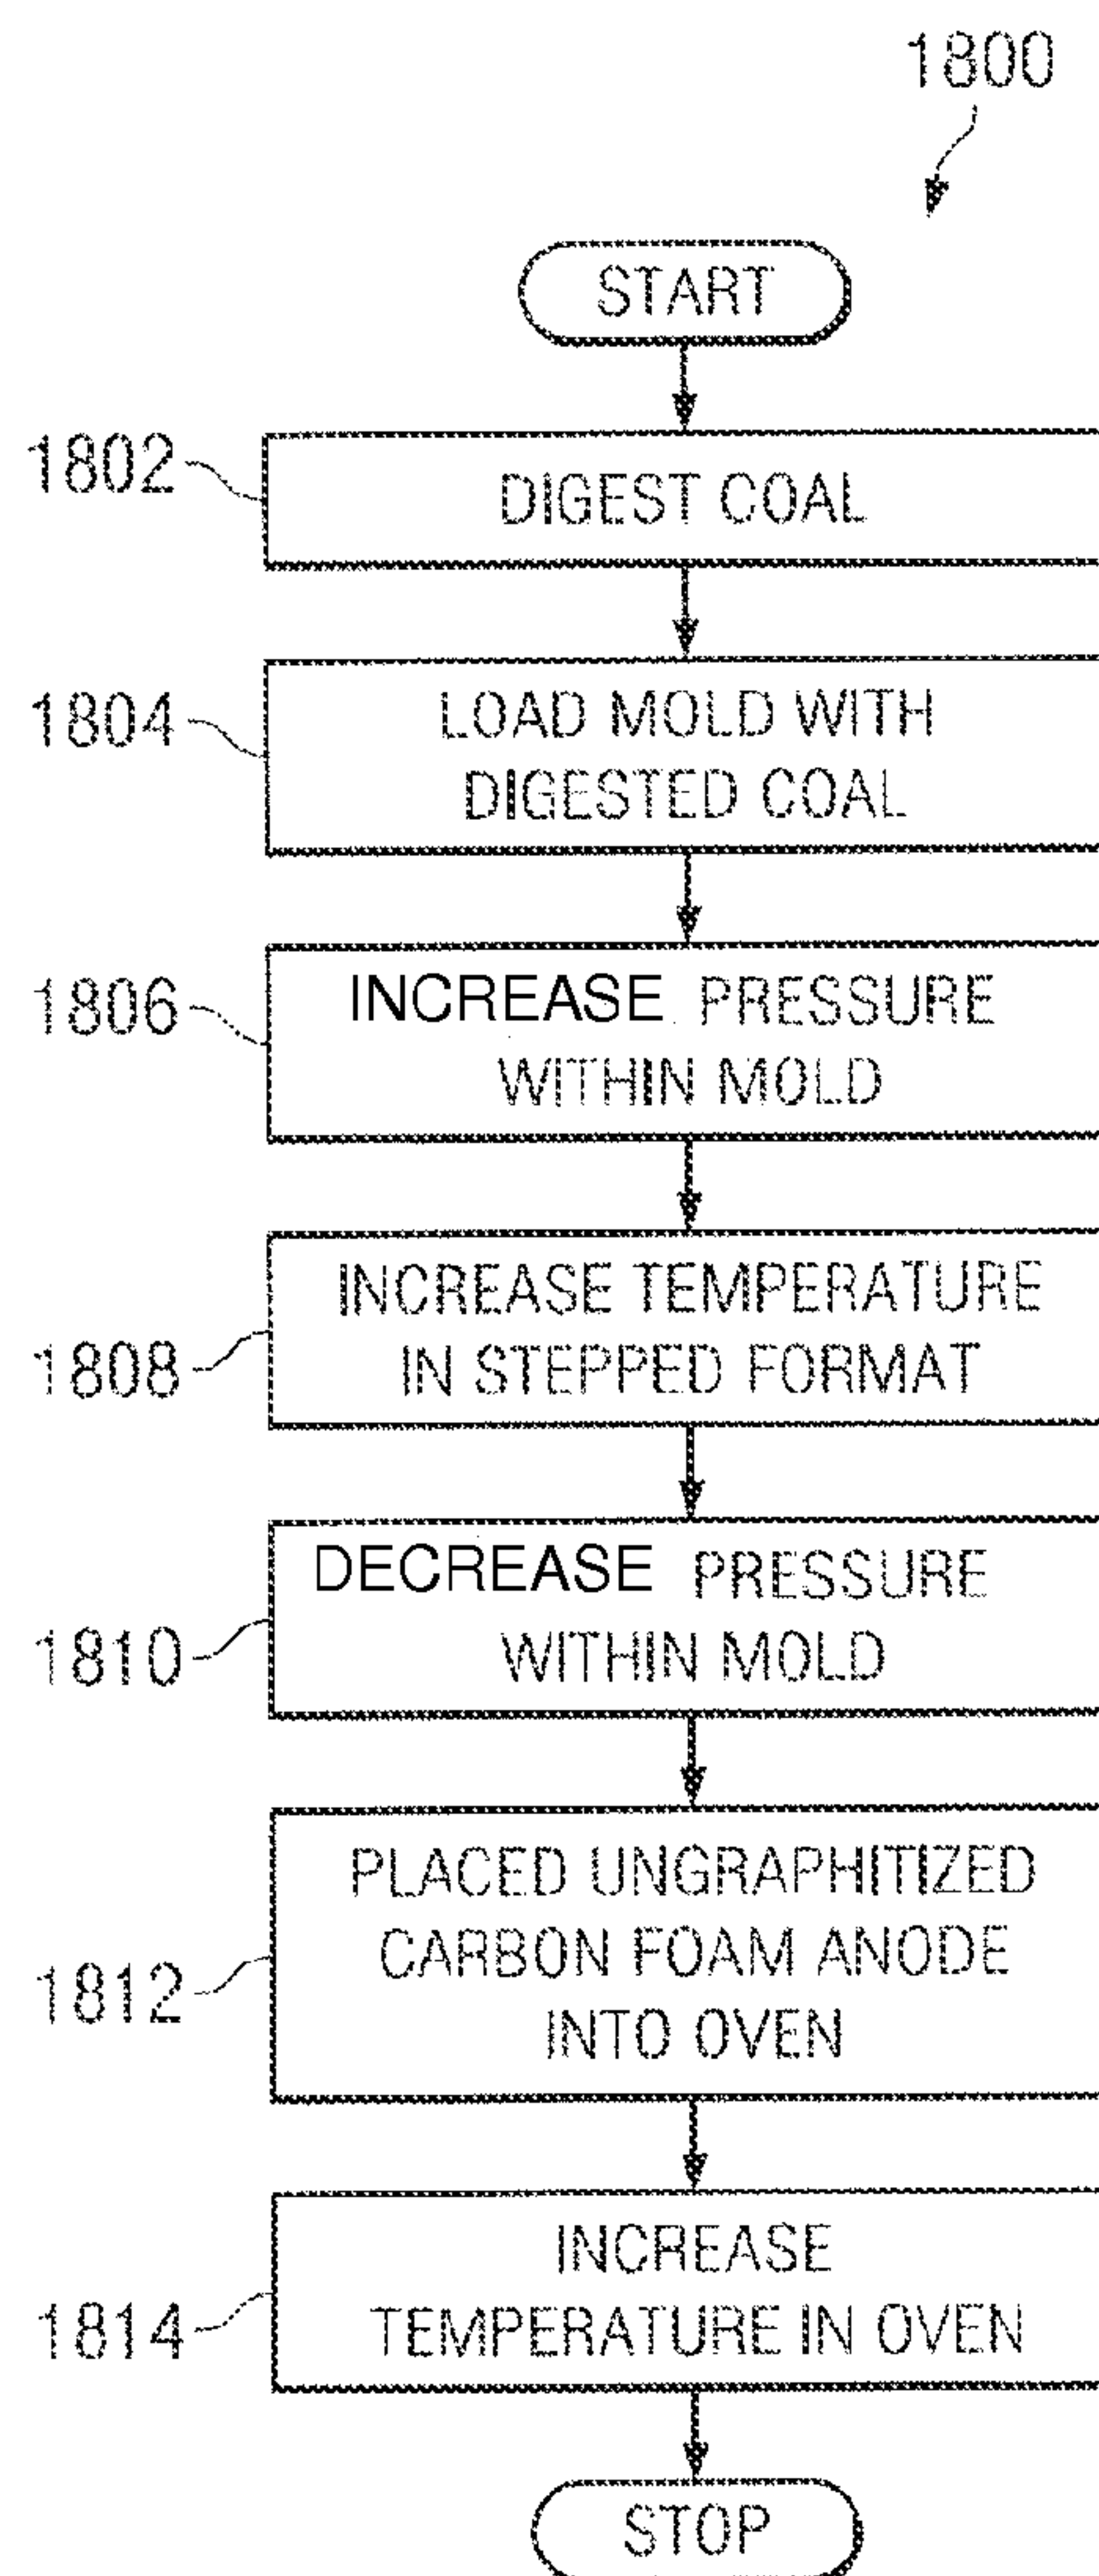 1800
START
1802
DIGEST COAL
1804
LOAD MOLD WITH
DIGESTED COAL
1806
INCREASE PRESSURE
WITHIN MOLD
1808
INCREASE TEMPERATURE
IN STEPPED FORMAT
1810
DECREASE PRESSURE
WITHIN MOLD
1812
PLACED UNGRAPHITIZED
CARBON FOAM ANODE
INTO OVEN
1814
INCREASE
TEMPERATURE IN OVEN
STOP